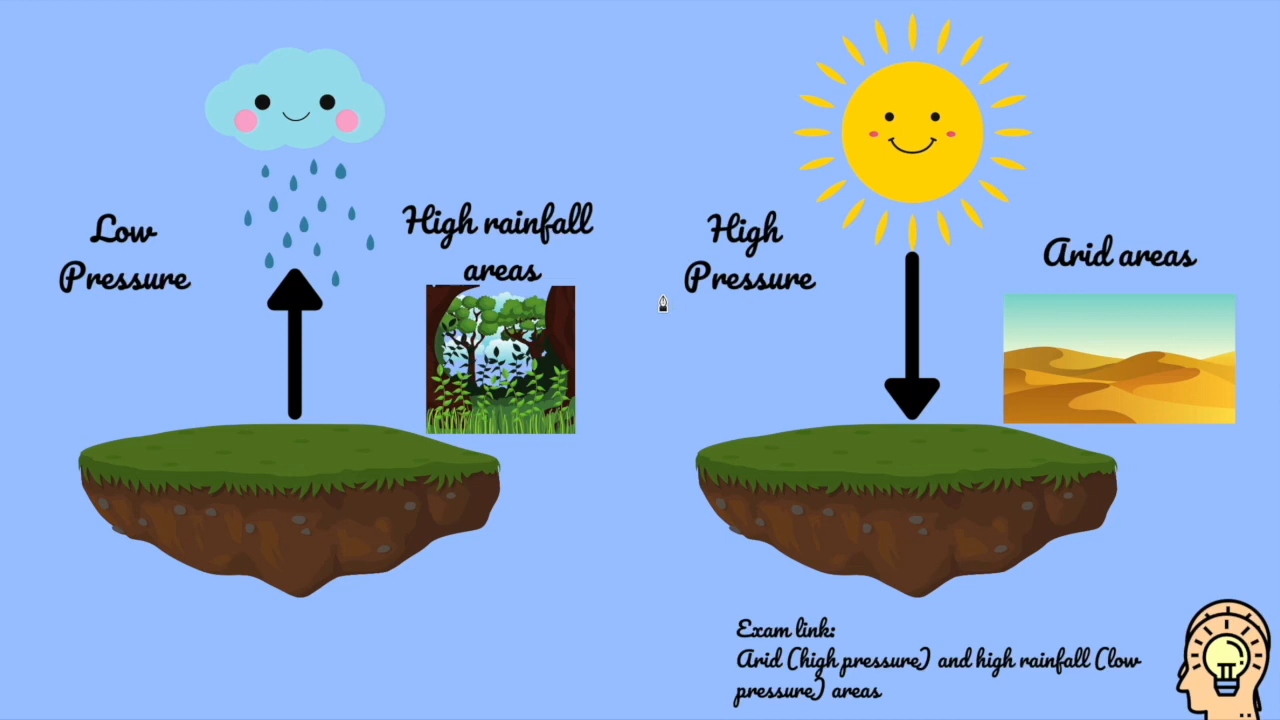 Low
Pressure
High rainfall
areas
High
Pressure
Arid areas
Exam link:
Arid (high pressure) and high rainfall (low
pressure) areas